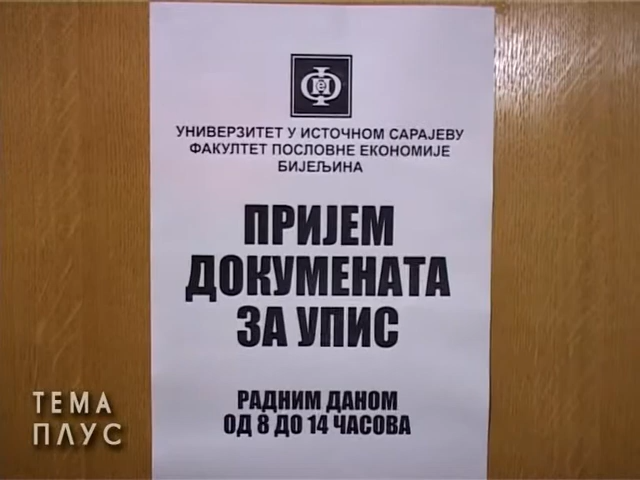 УНИВЕРЗИТЕТ У ИСТОЧНОМ САРАЈЕВУ
ФАКУЛТЕТ ПОСЛОВНЕ ЕКОНОМИЈЕ
БИЈЕЉИНА
ПРИЈЕМ
ДОКУМЕНАТА
ЗА УПИС
РАДНИМ ДАНОМ
ОД 8 ДО 14 ЧАСОВА
ТЕМА
ПЛУС